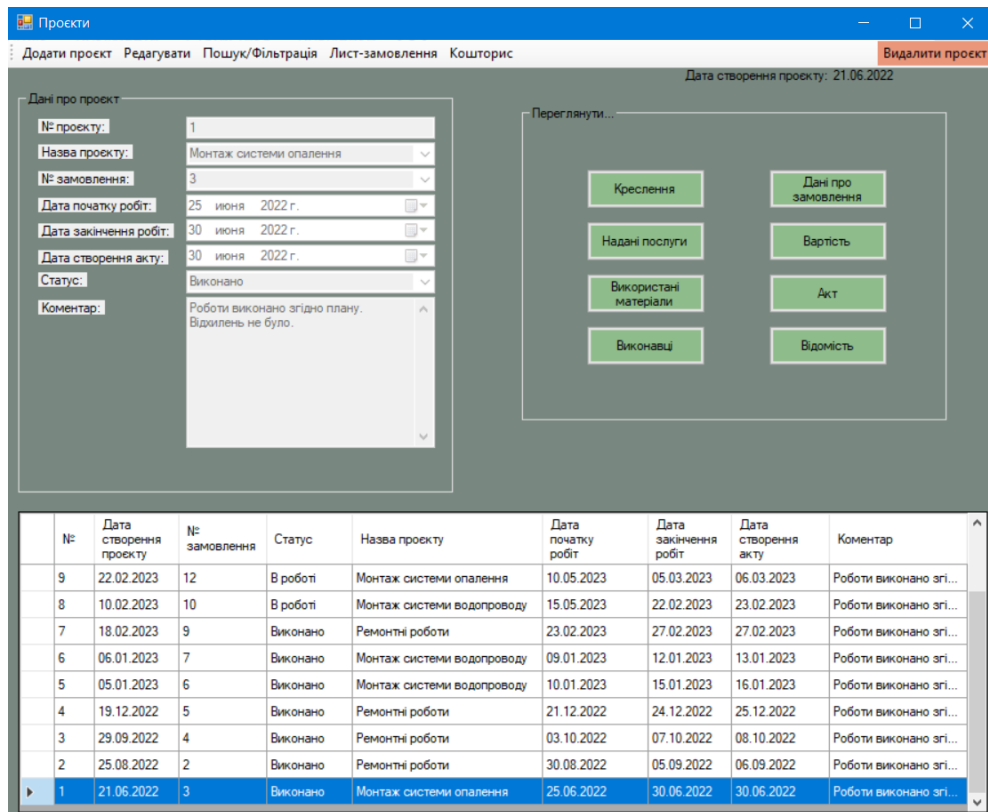 Проєкти
Додати проєкт Редагувати Пошук/Фільтрація Лист-замовлення Кошторис Видалити проєкт
Дата створення проєкту: 21.06.2022
Дані про проєкт
№ проєкту: 1
Назва проєкту: Монтаж системи опалення
№ замовлення: 3
Дата початку робіт: 25 июня 2022 г.
Дата закінчення робіт: 30 июня 2022 г.
Дата створення акту: 30 июня 2022 г.
Статус: Виконано
Коментар: Роботи виконано згідно плану.
Відхилень не було.
Переглянути...
Креслення
Дані про
замовлення
Надані послуги
Вартість
Використані
матеріали
Акт
Виконавці
Відомість
№ Дата створення проєкту № замовлення Статус Назва проєкту Дата початку робіт Дата закінчення робіт Дата створення акту Коментар
9 22.02.2023 12 В роботі Монтаж системи опалення 10.05.2023 05.03.2023 06.03.2023 Роботи виконано згі...
8 10.02.2023 10 В роботі Монтаж системи водопроводу 15.05.2023 22.02.2023 23.02.2023 Роботи виконано згі...
7 18.02.2023 9 Виконано Ремонтні роботи 23.02.2023 27.02.2023 27.02.2023 Роботи виконано згі...
6 06.01.2023 7 Виконано Монтаж системи водопроводу 09.01.2023 12.01.2023 13.01.2023 Роботи виконано згі...
5 05.01.2023 6 Виконано Монтаж системи водопроводу 10.01.2023 15.01.2023 16.01.2023 Роботи виконано згі...
4 19.12.2022 5 Виконано Ремонтні роботи 21.12.2022 24.12.2022 25.12.2022 Роботи виконано згі...
3 29.09.2022 4 Виконано Ремонтні роботи 03.10.2022 07.10.2022 08.10.2022 Роботи виконано згі...
2 25.08.2022 2 Виконано Ремонтні роботи 30.08.2022 05.09.2022 06.09.2022 Роботи виконано згі...
1 21.06.2022 3 Виконано Монтаж системи опалення 25.06.2022 30.06.2022 30.06.2022 Роботи виконано згі...